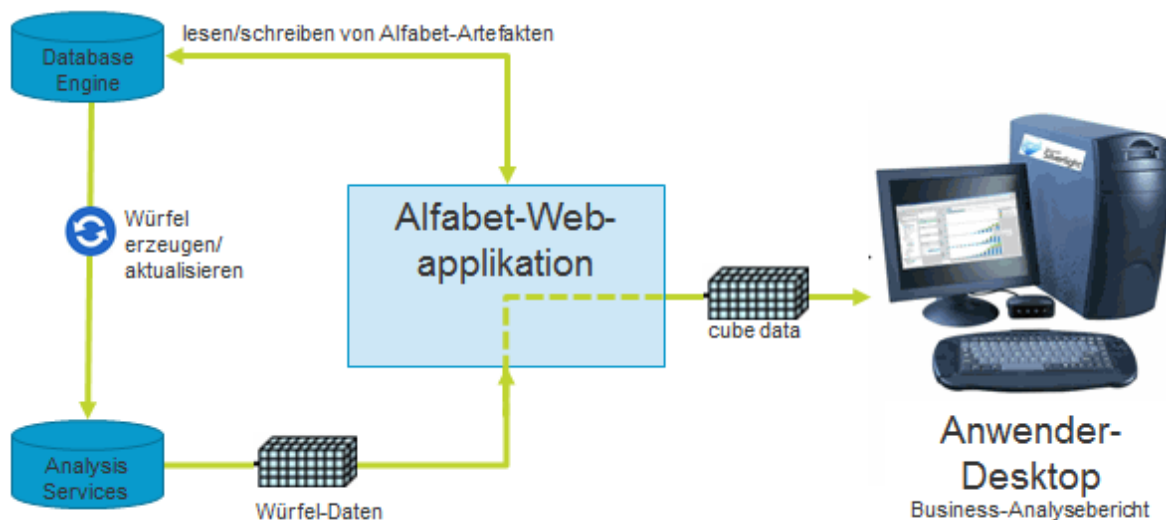 lesen/schreiben von Alfabet-Artefakten
Database
Engine
Würfel
erzeugen/
aktualisieren
Alfabet-Web-
applikation
cube data
Silverlight
Analysis
Services
Würfel-Daten
Anwender-
Desktop
Business-Analysebericht